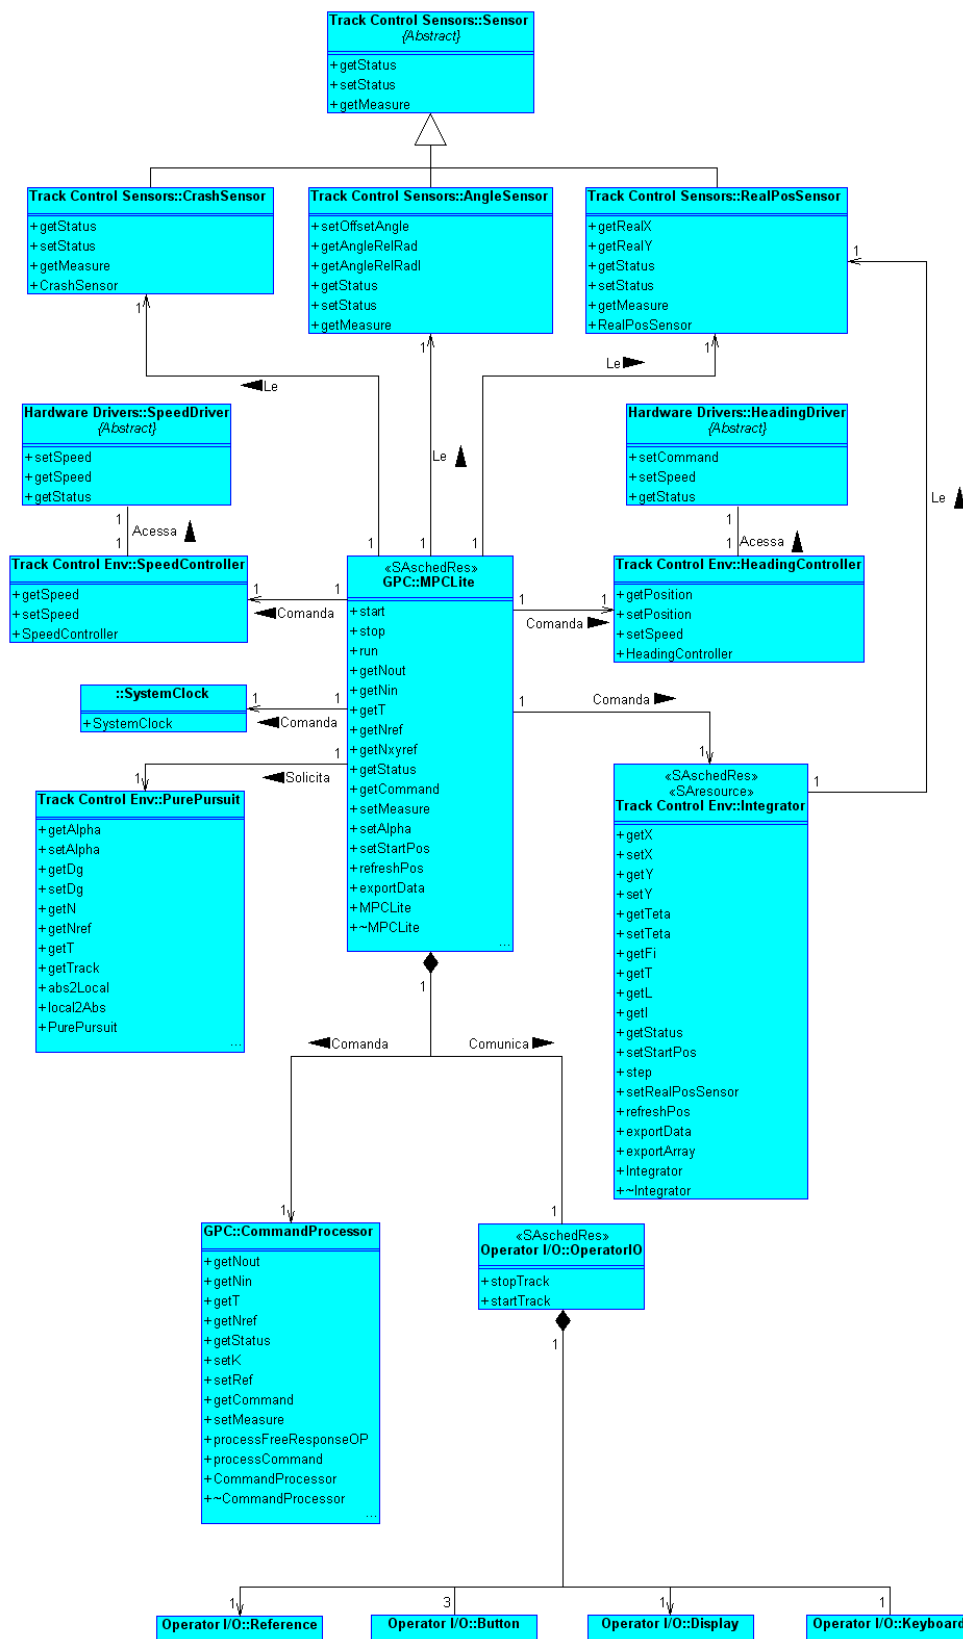 Track Control Sensors::Sensor
{Abstract}
+getStatus
+setStatus
+getMeasure
Track Control Sensors::CrashSensor
+getStatus
+setStatus
+getMeasure
+CrashSensor
1
Track Control Sensors::AngleSensor
+setOffsetAngle
+getAngleRelRad
+getAngleRelRadI
+getStatus
+setStatus
+getMeasure
1
Track Control Sensors::RealPosSensor
+getRealX
+getRealY
+getStatus
+setStatus
+getMeasure
+RealPosSensor
1
1
Le
Le
Le
Le
Hardware Drivers::SpeedDriver
{Abstract}
+setSpeed
+getSpeed
+getStatus
1
Acessa
1
Hardware Drivers::HeadingDriver
{Abstract}
+setCommand
+setSpeed
+getStatus
1
Acessa
1
Track Control Env::SpeedController
+getSpeed
+setSpeed
+SpeedController
1 1
Comanda
1 1 1
«SAschedRes»
GPC::MPCLite
+start
+stop
+run
+getNout
+getNin
+getT
+getNref
+getNxyref
+getStatus
+getCommand
+setMeasure
+setAlpha
+setStartPos
+refreshPos
+exportData
+MPCLite
+~MPCLite
...
1 1
Comanda
Track Control Env::HeadingController
+getPosition
+setPosition
+setSpeed
+HeadingController
::SystemClock
+SystemClock
1 1
Comanda
1
Comanda
1
1
Solicita
1
Track Control Env::PurePursuit
+getAlpha
+setAlpha
+getDg
+setDg
+getN
+getNref
+getT
+getTrack
+abs2Local
+local2Abs
+PurePursuit
...
«SAschedRes»
«SAresource»
Track Control Env::Integrator
+getX
+setX
+getY
+setY
+getTeta
+setTeta
+getFi
+getT
+getL
+getI
+getStatus
+setStartPos
+step
+setRealPosSensor
+refreshPos
+exportData
+exportArray
+Integrator
+~Integrator
1
1
Comanda
Comunica
1
GPC::CommandProcessor
+getNout
+getNin
+getT
+getNref
+getStatus
+setK
+setRef
+getCommand
+setMeasure
+processFreeResponseOP
+processCommand
+CommandProcessor
+~CommandProcessor
...
1
«SAschedRes»
Operator I/O::OperatorIO
+stopTrack
+startTrack
1
1
Operator I/O::Reference
3
Operator I/O::Button
1
Operator I/O::Display
1
Operator I/O::Keyboard